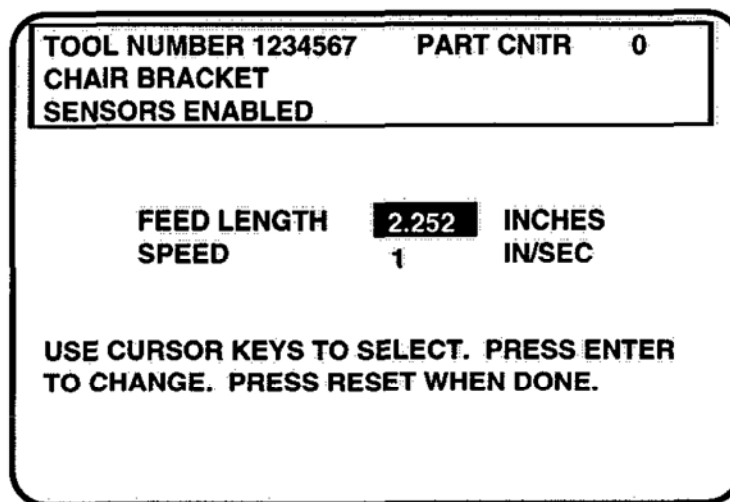 TOOL NUMBER 1234567 PART CNTR 0
CHAIR BRACKET
SENSORS ENABLED
FEED LENGTH 2.252 INCHES
SPEED 1 IN/SEC
USE CURSOR KEYS TO SELECT. PRESS ENTER
TO CHANGE. PRESS RESET WHEN DONE.